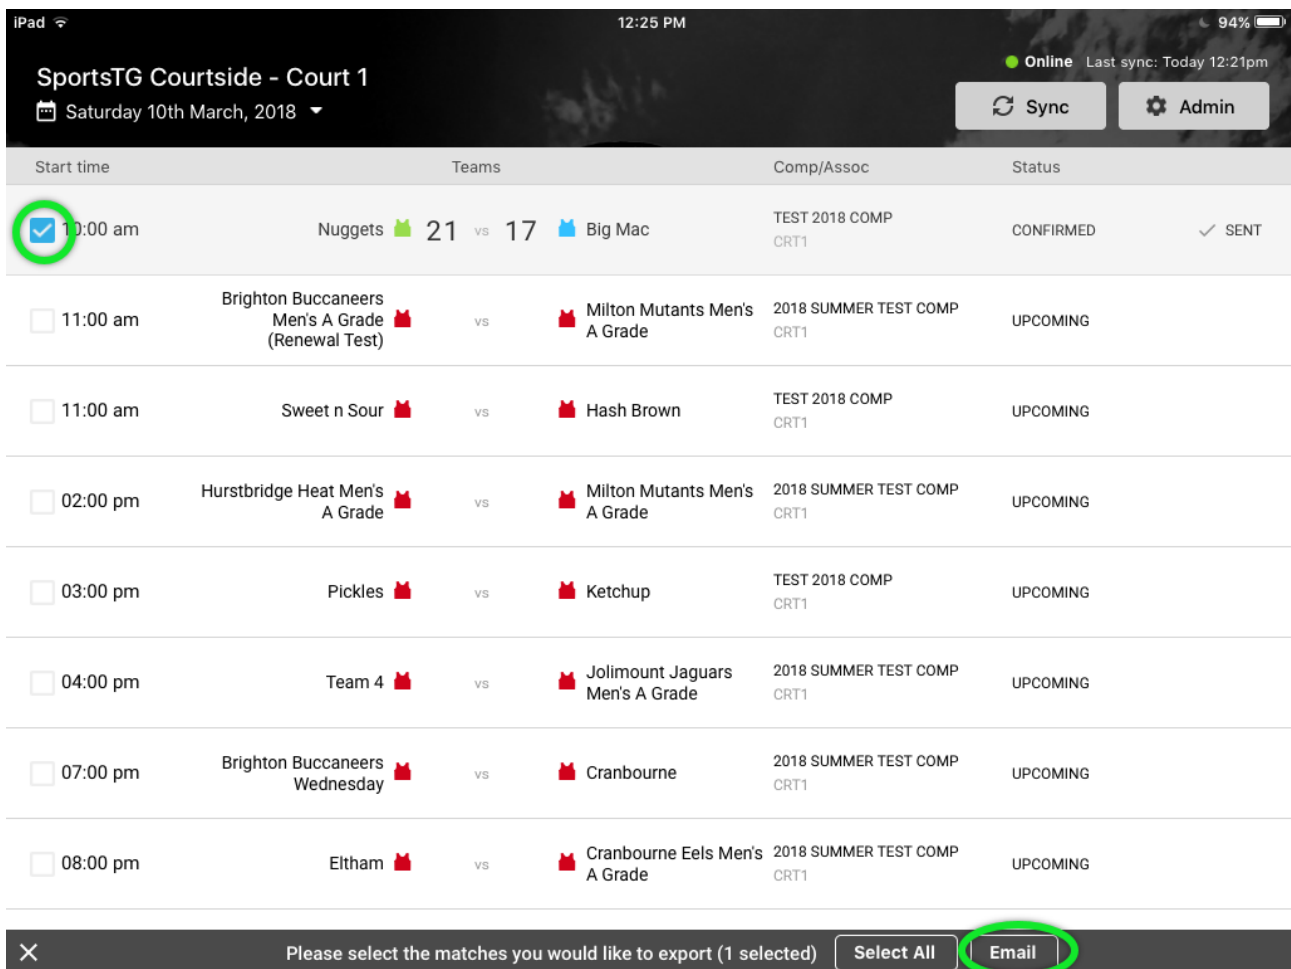 iPad
12:25 PM
94%
SportsTG Courtside - Court 1
Online Last sync: Today 12:21pm
Saturday 10th March, 2018
Sync
Admin
Start time Teams Comp/Assoc Status
10:00 am Nuggets 21 vs 17 Big Mac TEST 2018 COMP CONFIRMED SENT
CRT1
Brighton Buccaneers
11:00 am Men's A Grade vs Milton Mutants Men's 2018 SUMMER TEST COMP UPCOMING
(Renewal Test) A Grade CRT1
11:00 am Sweet n Sour vs Hash Brown TEST 2018 COMP UPCOMING
CRT1
02:00 pm Hurstbridge Heat Men's vs Milton Mutants Men's 2018 SUMMER TEST COMP UPCOMING
A Grade A Grade CRT1
03:00 pm Pickles vs Ketchup TEST 2018 COMP UPCOMING
CRT1
04:00 pm Team 4 vs Jolimount Jaguars 2018 SUMMER TEST COMP UPCOMING
Men's A Grade CRT1
07:00 pm Brighton Buccaneers vs Cranbourne 2018 SUMMER TEST COMP UPCOMING
Wednesday CRT1
08:00 pm Eltham vs Cranbourne Eels Men's 2018 SUMMER TEST COMP UPCOMING
A Grade CRT1
Please select the matches you would like to export (1 selected) Select All Email